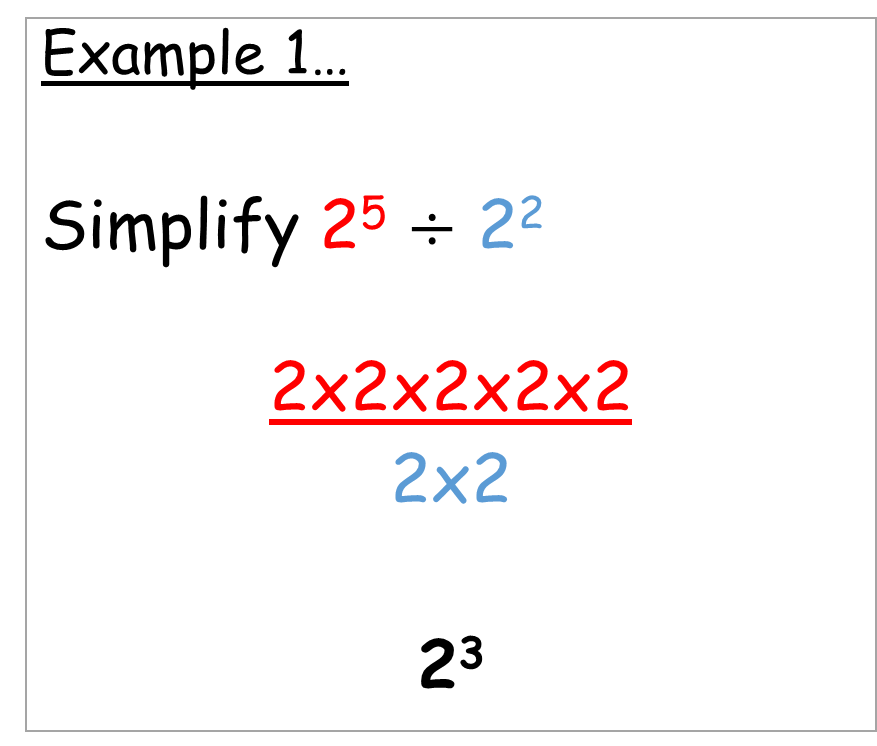 Example 1...
Simplify 2⁵ ÷ 2²
2x2x2x2x2
2x2
2³